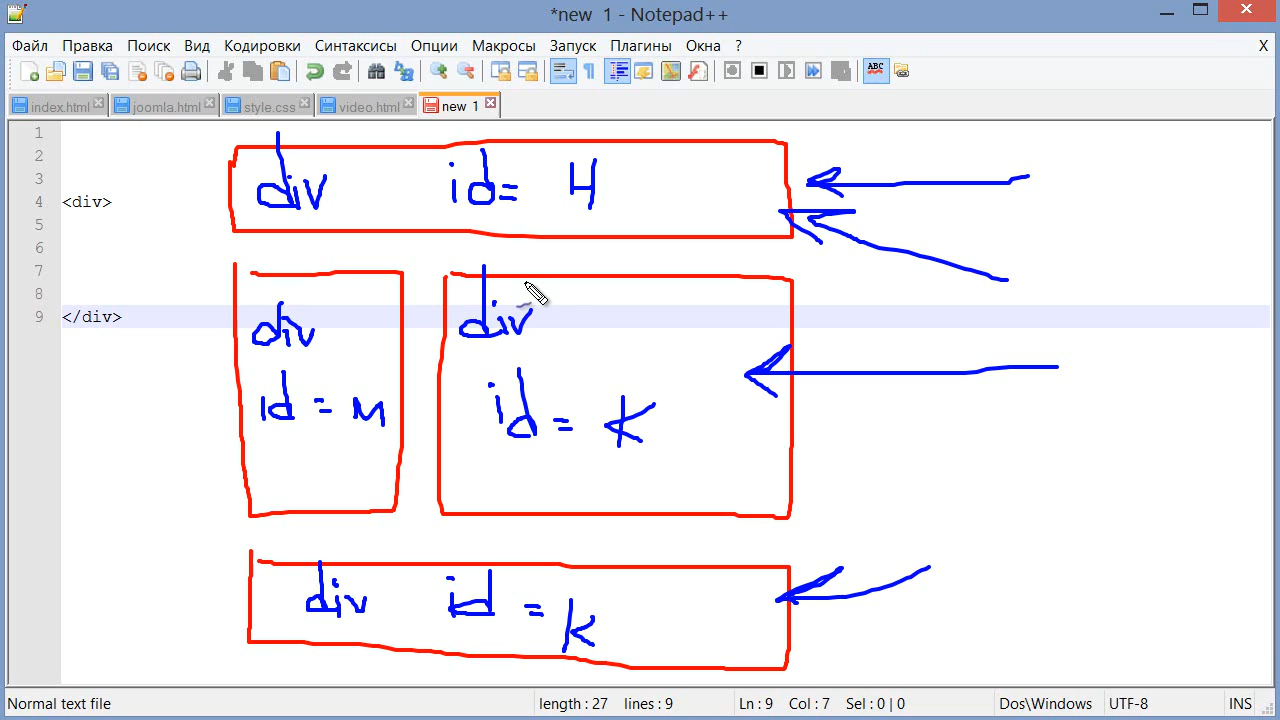 *new 1 - Notepad++
Файл Правка Поиск Вид Кодировки Синтаксисы Опции Макросы Запуск Плагины Окна ? X
ABC
index.html joomla.html style.css video.html new 1
1
2
3
4 <div>
5
6
7
8
9 </div>
div id= H
div
id = м
div
id = к
div id = к
Normal text file length : 27 lines : 9 Ln : 9 Col : 7 Sel : 0 | 0 Dos\Windows UTF-8 INS